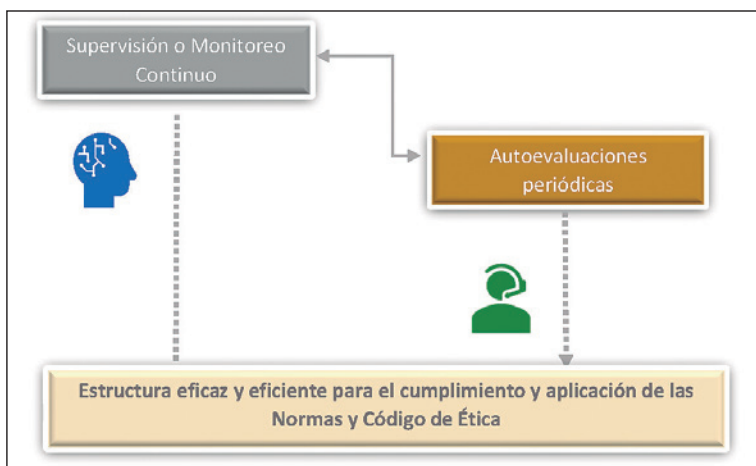 Supervisión o Monitoreo
Continuo
Autoevaluaciones
periódicas
Estructura eficaz y eficiente para el cumplimiento y aplicación de las
Normas y Código de Ética